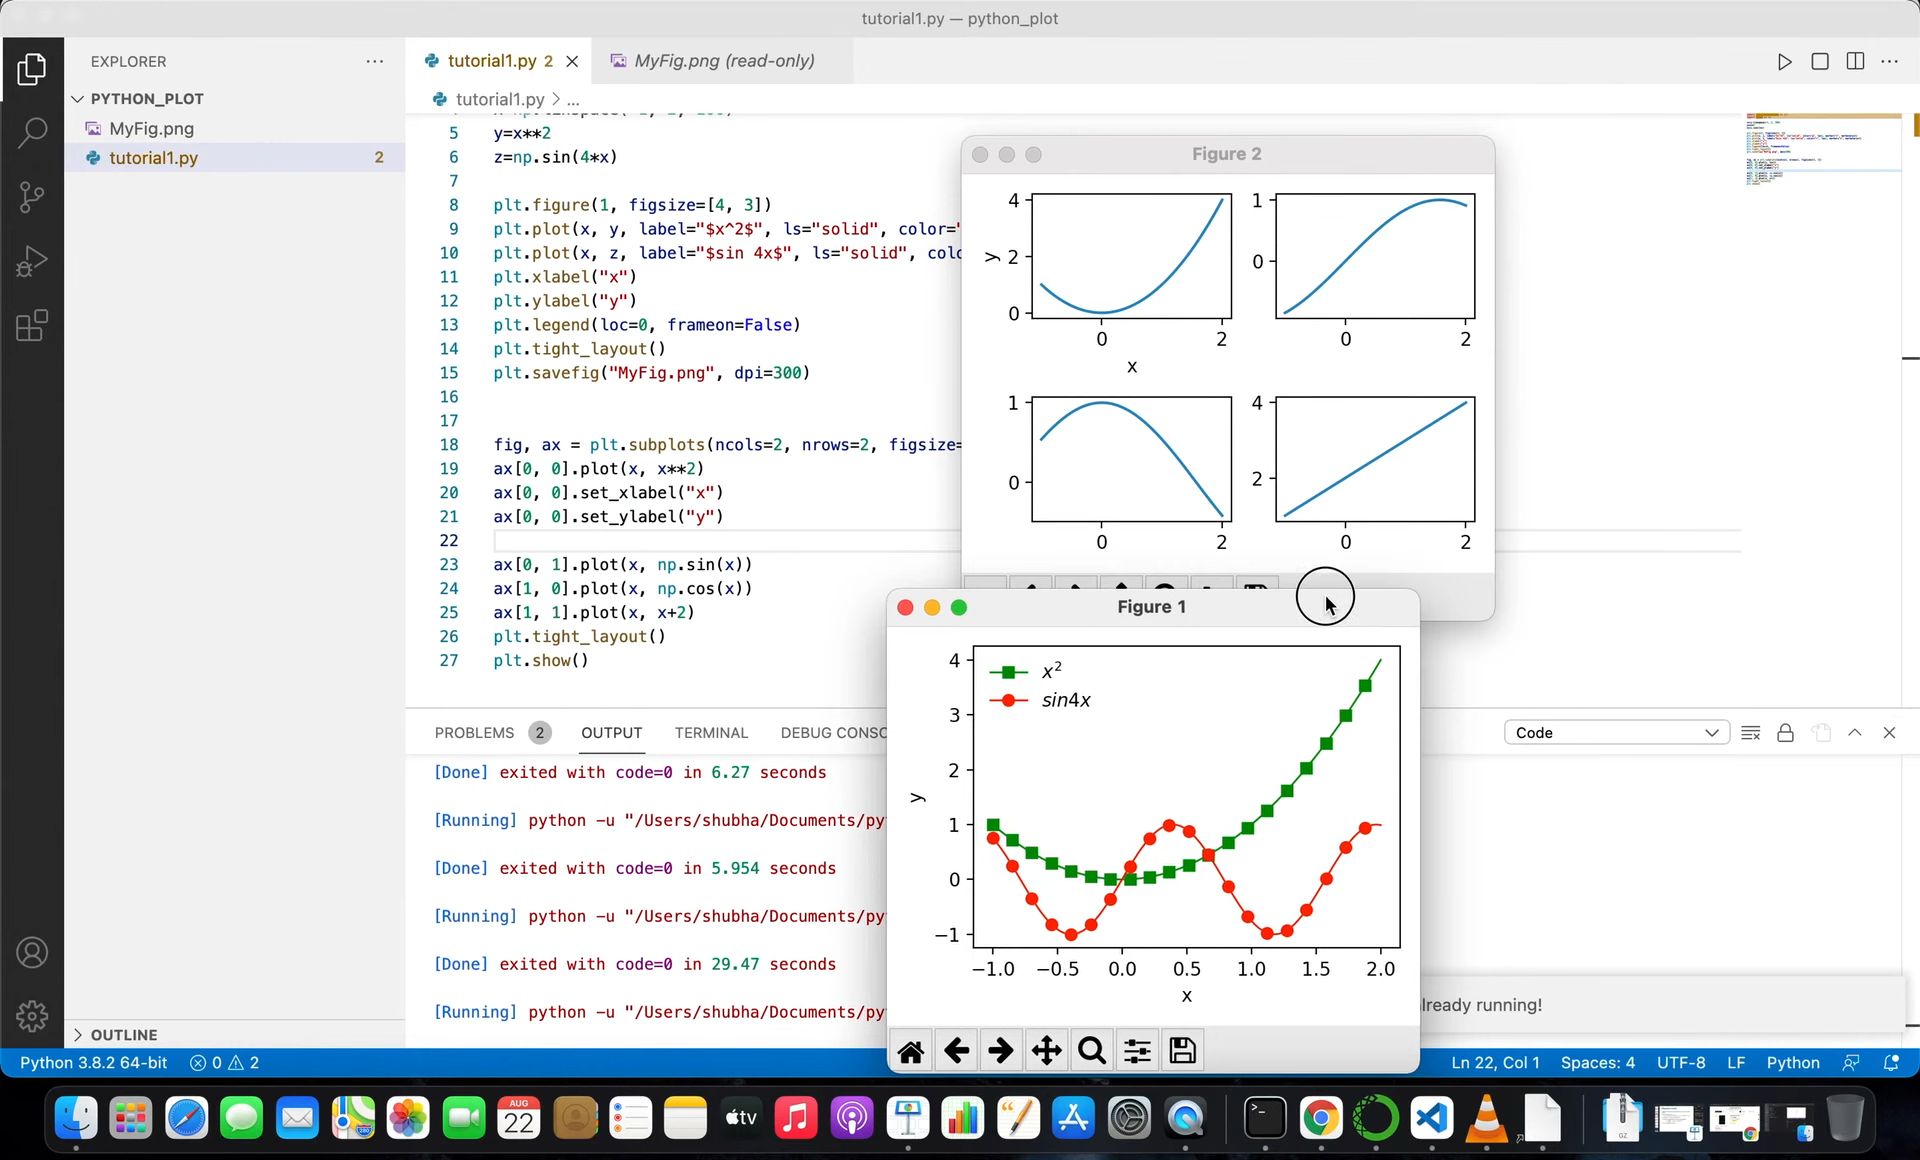 tutorial1.py — python_plot
EXPLORER
tutorial1.py 2
MyFig.png (read-only)
PYTHON_PLOT
tutorial1.py > ...
MyFig.png
tutorial1.py 2
5 y=x**2
6 z=np.sin(4*x)
7
8 plt.figure(1, figsize=[4, 3])
9 plt.plot(x, y, label="$x^2$", ls="solid", color="
10 plt.plot(x, z, label="$sin 4x$", ls="solid", colo
11 plt.xlabel("x")
12 plt.ylabel("y")
13 plt.legend(loc=0, frameon=False)
14 plt.tight_layout()
15 plt.savefig("MyFig.png", dpi=300)
16
17
18 fig, ax = plt.subplots(ncols=2, nrows=2, figsize=
19 ax[0, 0].plot(x, x**2)
20 ax[0, 0].set_xlabel("x")
21 ax[0, 0].set_ylabel("y")
22
23 ax[0, 1].plot(x, np.sin(x))
24 ax[1, 0].plot(x, np.cos(x))
25 ax[1, 1].plot(x, x+2)
26 plt.tight_layout()
27 plt.show()
Figure 2
4
2
0
y
0 2
x
1
0
0 2
1
0
0 2
4
2
0 2
Figure 1
x²
sin4x
4
3
2
1
0
−1
y
−1.0 −0.5 0.0 0.5 1.0 1.5 2.0
x
PROBLEMS 2 OUTPUT TERMINAL DEBUG CONSO
Code
[Done] exited with code=0 in 6.27 seconds
[Running] python -u "/Users/shubha/Documents/py
[Done] exited with code=0 in 5.954 seconds
[Running] python -u "/Users/shubha/Documents/py
[Done] exited with code=0 in 29.47 seconds
[Running] python -u "/Users/shubha/Documents/py
lready running!
OUTLINE
Python 3.8.2 64-bit 0 2
Ln 22, Col 1 Spaces: 4 UTF-8 LF Python
AUG
22
tv
GZ